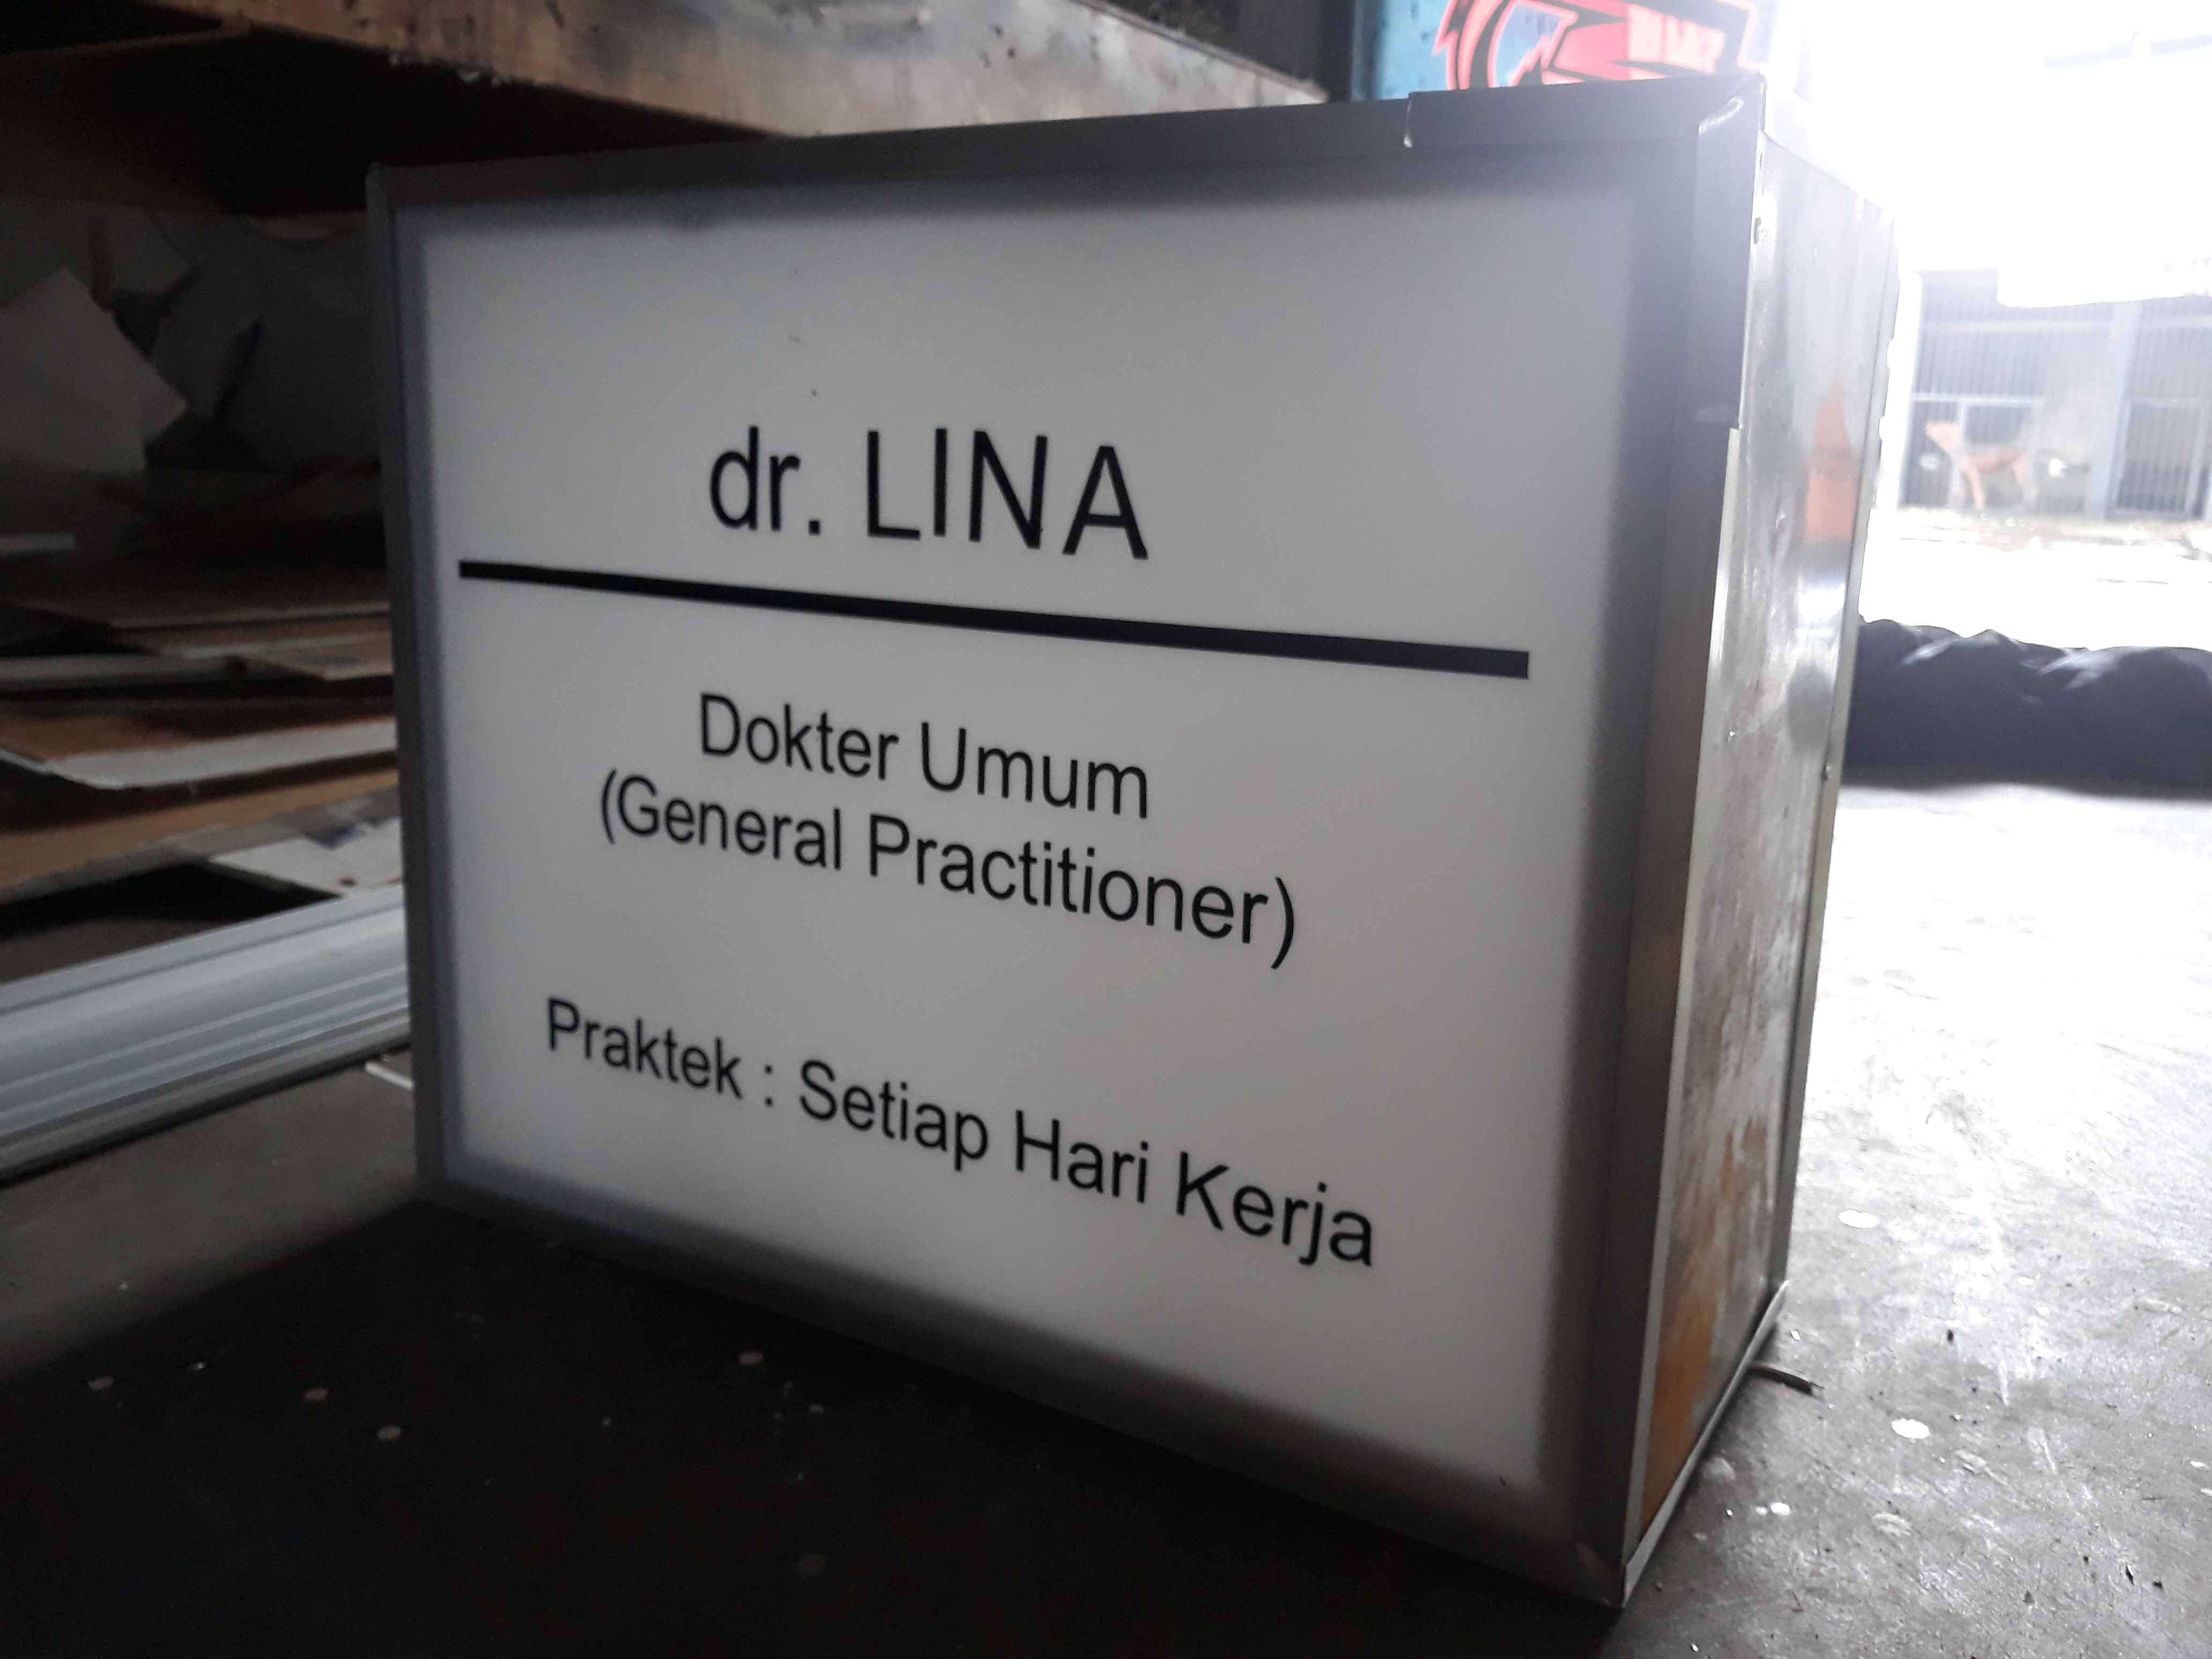 dr. LINA
Dokter Umum
(General Practitioner)
Praktek : Setiap Hari Kerja